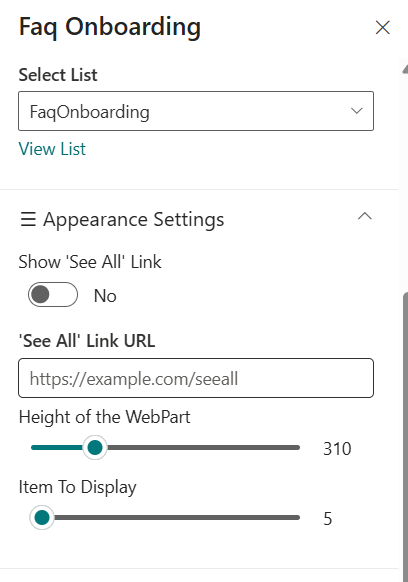 Faq Onboarding
Select List
FaqOnboarding
View List
Appearance Settings
Show 'See All' Link
No
'See All' Link URL
https://example.com/seeall
Height of the WebPart
310
Item To Display
5